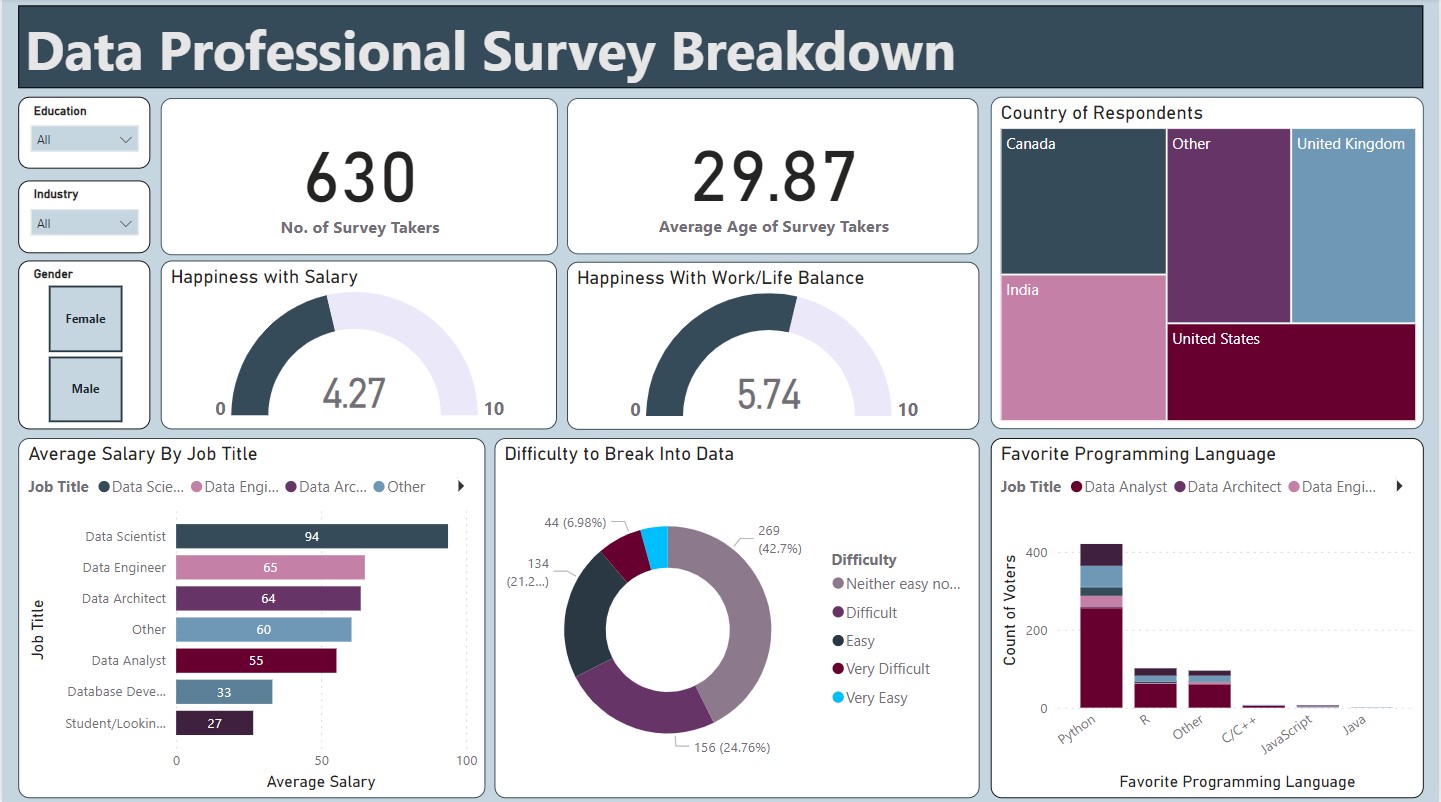 Data Professional Survey Breakdown
Education
All
Industry
All
Gender
Female
Male
630
No. of Survey Takers
29.87
Average Age of Survey Takers
Happiness with Salary
4.27
0
10
Happiness With Work/Life Balance
5.74
0
10
Country of Respondents
Canada
Other
United Kingdom
India
United States
Average Salary By Job Title
Job Title Data Scie... Data Engi... Data Arc... Other
Job Title
Data Scientist 94
Data Engineer 65
Data Architect 64
Other 60
Data Analyst 55
Database Deve... 33
Student/Lookin... 27
0 50 100
Average Salary
Difficulty to Break Into Data
44 (6.98%)
269
(42.7%)
134
(21.2...)
156 (24.76%)
Difficulty
Neither easy no...
Difficult
Easy
Very Difficult
Very Easy
Favorite Programming Language
Job Title Data Analyst Data Architect Data Engi...
Count of Voters
400
200
0
Python R Other C/C++ JavaScript Java
Favorite Programming Language